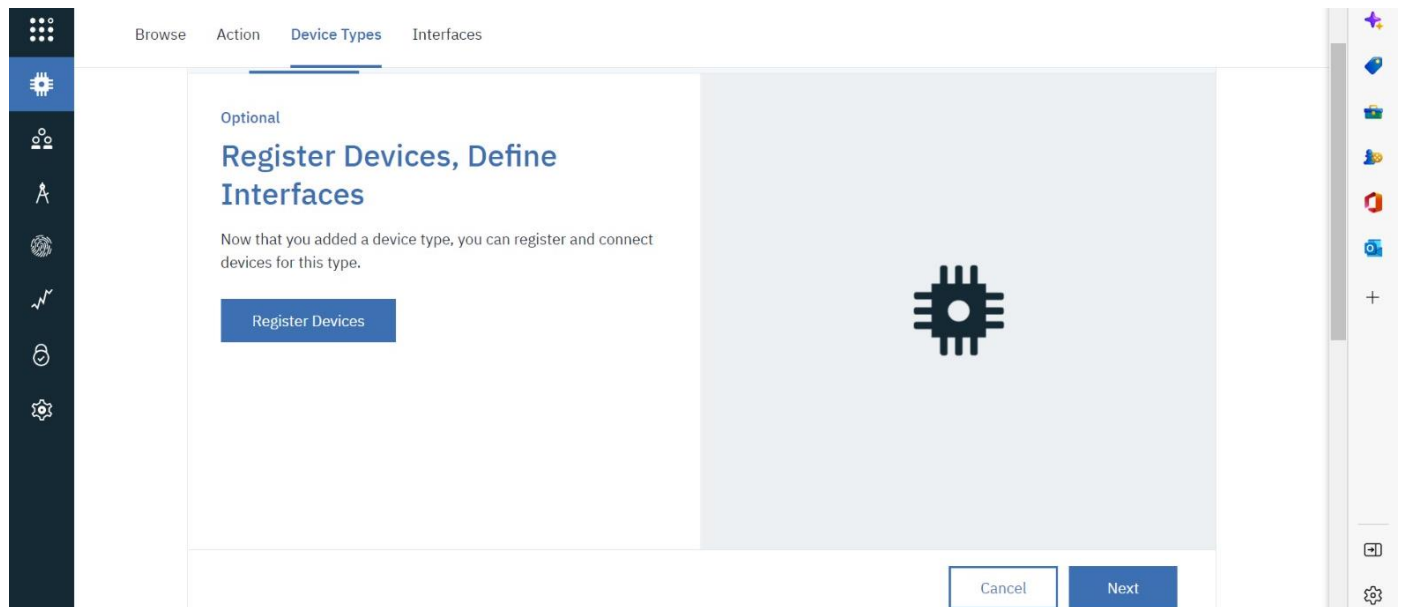 Browse Action Device Types Interfaces
Optional
Register Devices, Define
Interfaces
Now that you added a device type, you can register and connect
devices for this type.
Register Devices
Cancel Next